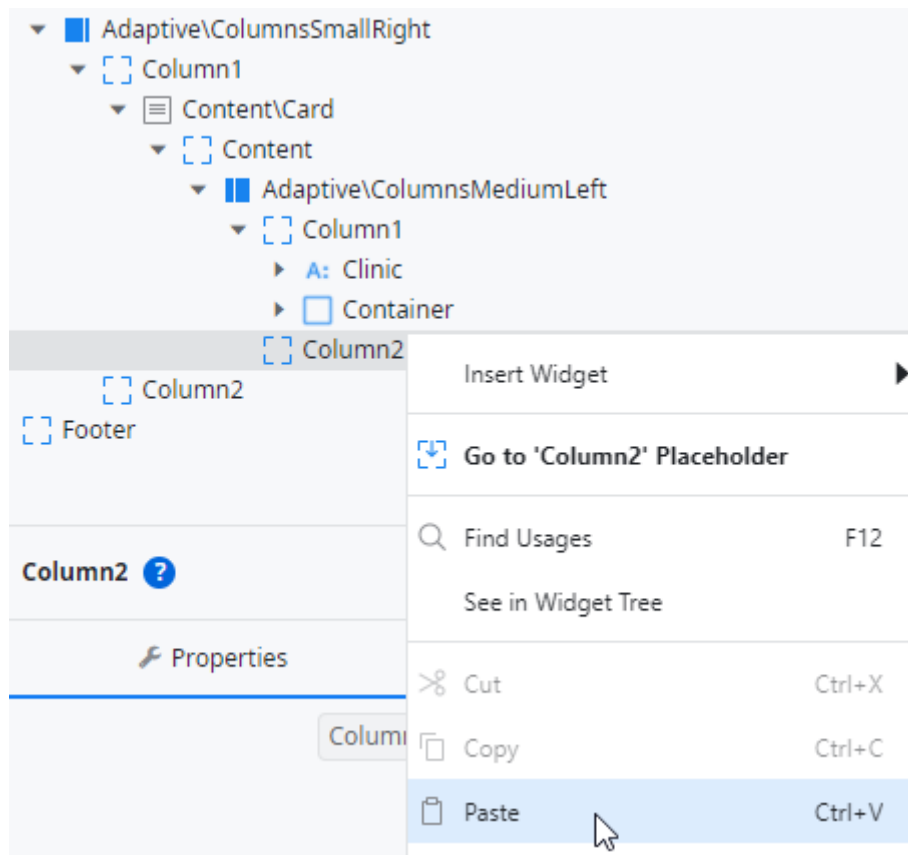 Adaptive\ColumnsSmallRight
Column1
Content\Card
Content
Adaptive\ColumnsMediumLeft
Column1
A: Clinic
Container
Column2
Column2
Footer
Insert Widget
Go to 'Column2' Placeholder
Find Usages F12
See in Widget Tree
Cut Ctrl+X
Copy Ctrl+C
Paste Ctrl+V
Column2 ?
Properties